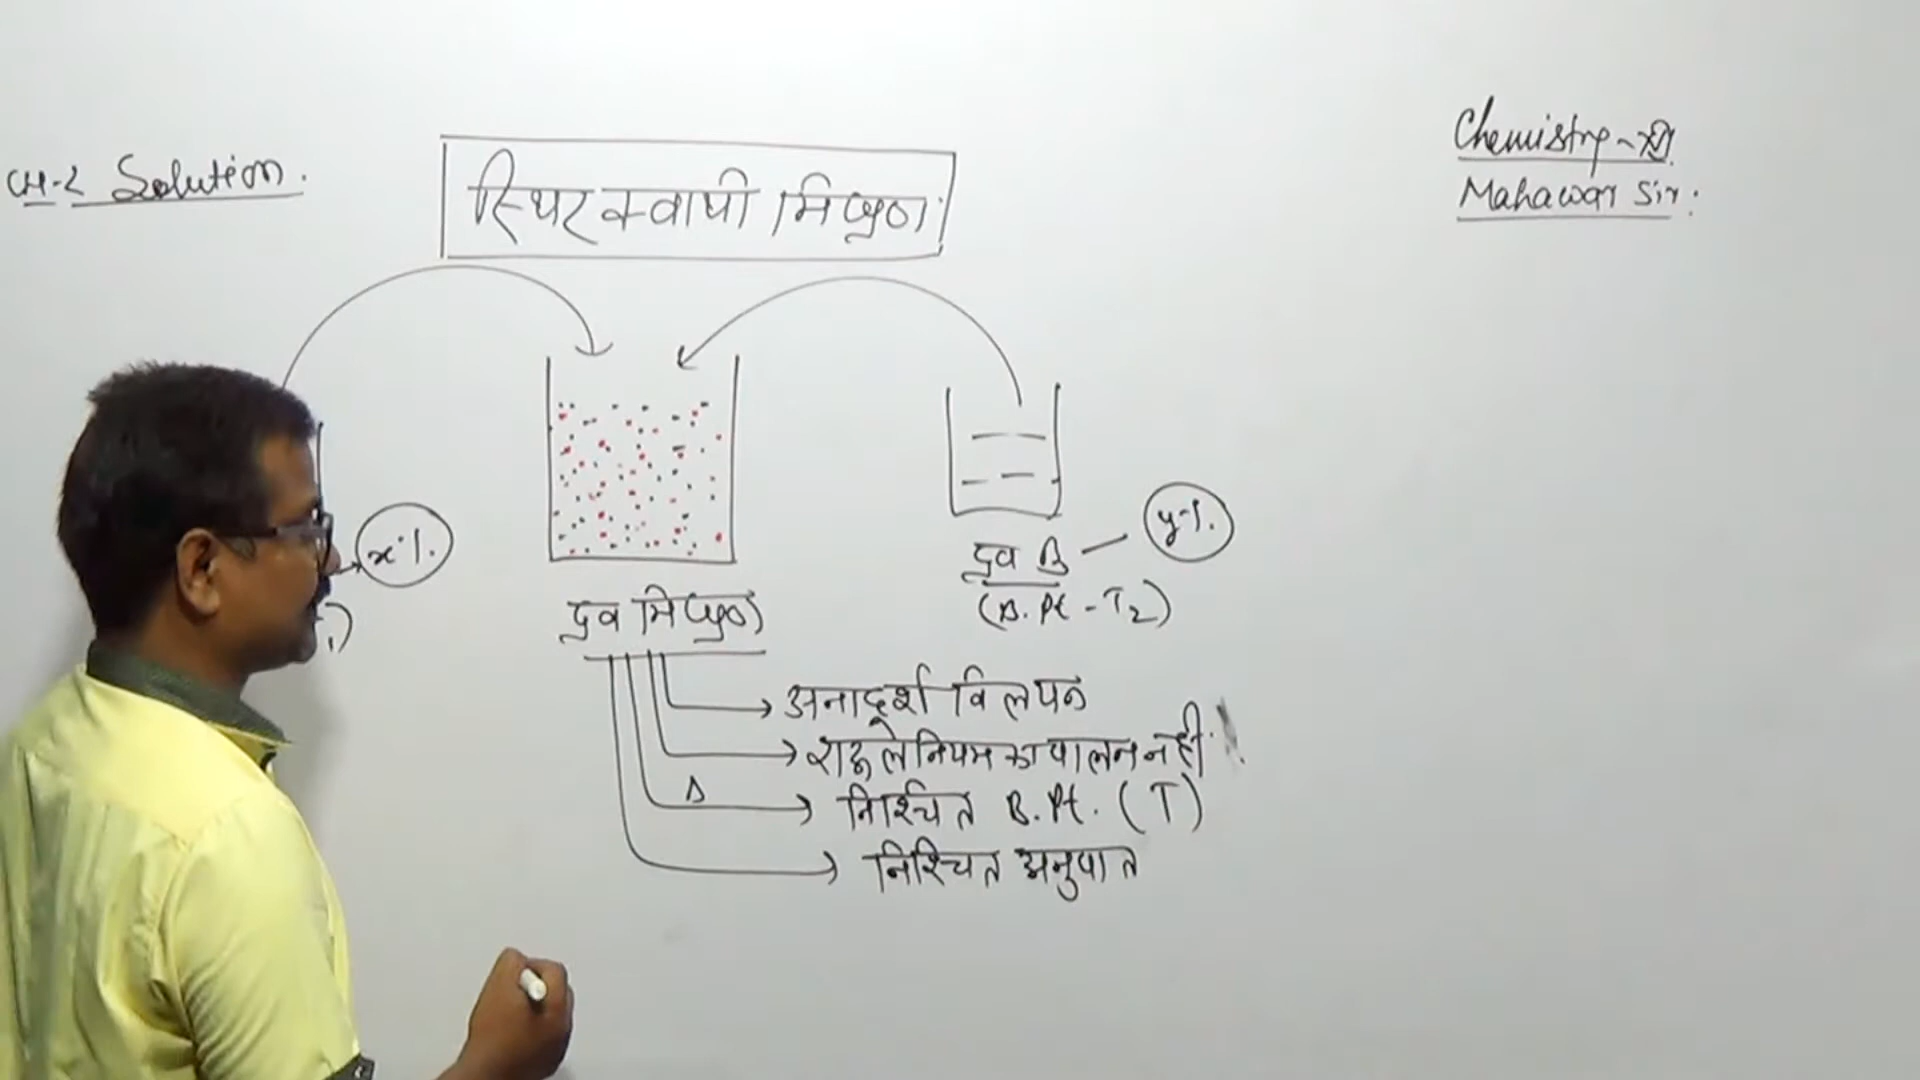 CH-2 Solution.
स्थिर क्वाथी मिश्रण
Chemistry - XII
Mahawar Sir.
x%.
y%.
द्रव B
(B.Pt - T₂)
द्रव मिश्रण
अनादर्श विलयन
राउले नियम का पालन नहीं
Δ
निश्चित B.Pt. (T)
निश्चित अनुपात